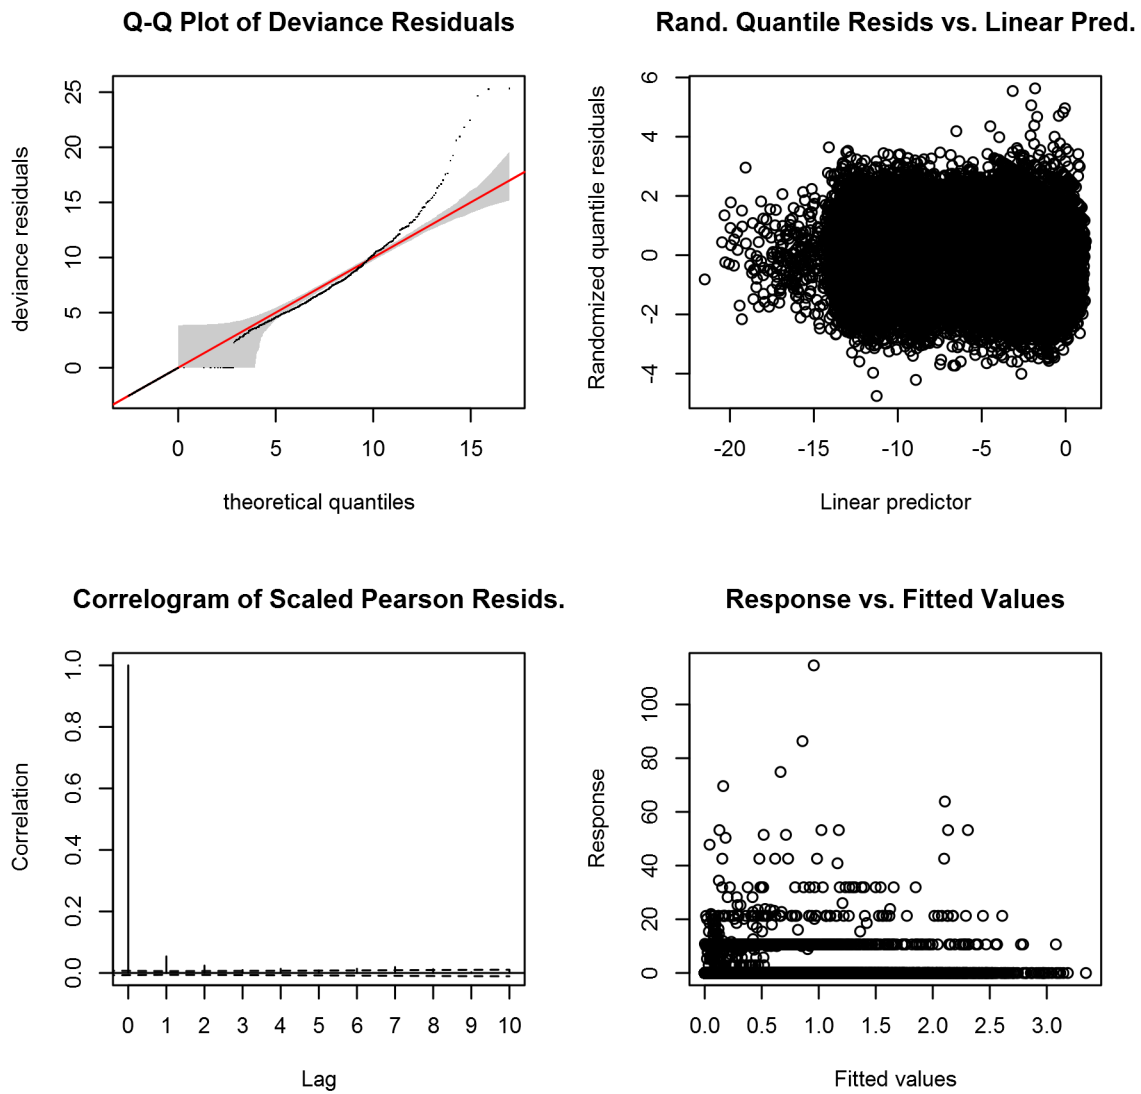 Q-Q Plot of Deviance Residuals
deviance residuals
25
20
15
10
5
0
0 5 10 15
theoretical quantiles
Rand. Quantile Resids vs. Linear Pred.
Randomized quantile residuals
6
4
2
0
-2
-4
-20 -15 -10 -5 0
Linear predictor
Correlogram of Scaled Pearson Resids.
Correlation
1.0
0.8
0.6
0.4
0.2
0.0
0 1 2 3 4 5 6 7 8 9 10
Lag
Response vs. Fitted Values
Response
100
80
60
40
20
0
0.0 0.5 1.0 1.5 2.0 2.5 3.0
Fitted values